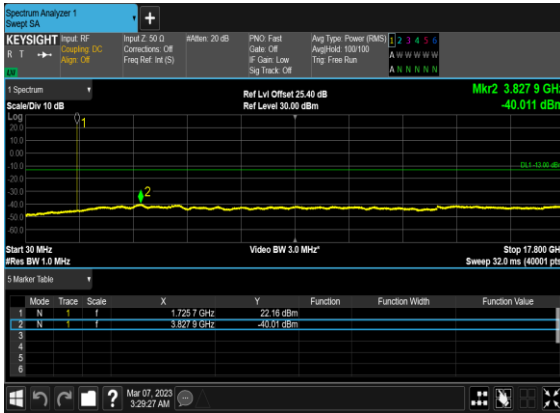 Spectrum Analyzer 1
Swept SA
+
KEYSIGHT
R T
Input: RF
Coupling: DC
Align: Off
Input Z: 50 Ω
Corrections: Off
Freq Ref: Int (S)
#Atten: 20 dB
PNO: Fast
Gate: Off
IF Gain: Low
Sig Track: Off
Avg Type: Power (RMS)
Avg|Hold: 100/100
Trig: Free Run
1 2 3 4 5 6
A W W W W W
A N N N N N
1 Spectrum
Scale/Div 10 dB
Ref Lvl Offset 25.40 dB
Ref Level 30.00 dBm
Mkr2 3.827 9 GHz
-40.011 dBm
Log
20.0
10.0
0.00
-10.0
-20.0
-30.0
-40.0
-50.0
-60.0
1
2
DL1 -13.00 dBm
Start 30 MHz
#Res BW 1.0 MHz
Video BW 3.0 MHz*
Stop 17.800 GHz
Sweep 32.0 ms (40001 pts)
5 Marker Table
Mode Trace Scale X Y Function Function Width Function Value
1 N 1 f 1.725 7 GHz 22.16 dBm
2 N 1 f 3.827 9 GHz -40.01 dBm
3
4
5
6
?
Mar 07, 2023
3:29:27 AM